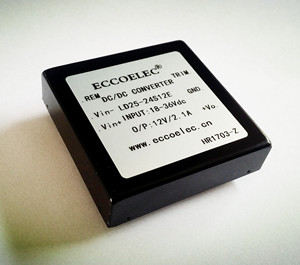 ECCOELEC®
.REM DC/DC CONVERTER TRIM
Vin- LD25-24S12E GND
.Vin+ INPUT:18-36Vdc +Vo.
O/P:12V/2.1A
www.eccoelec.cn
HR1703-Z